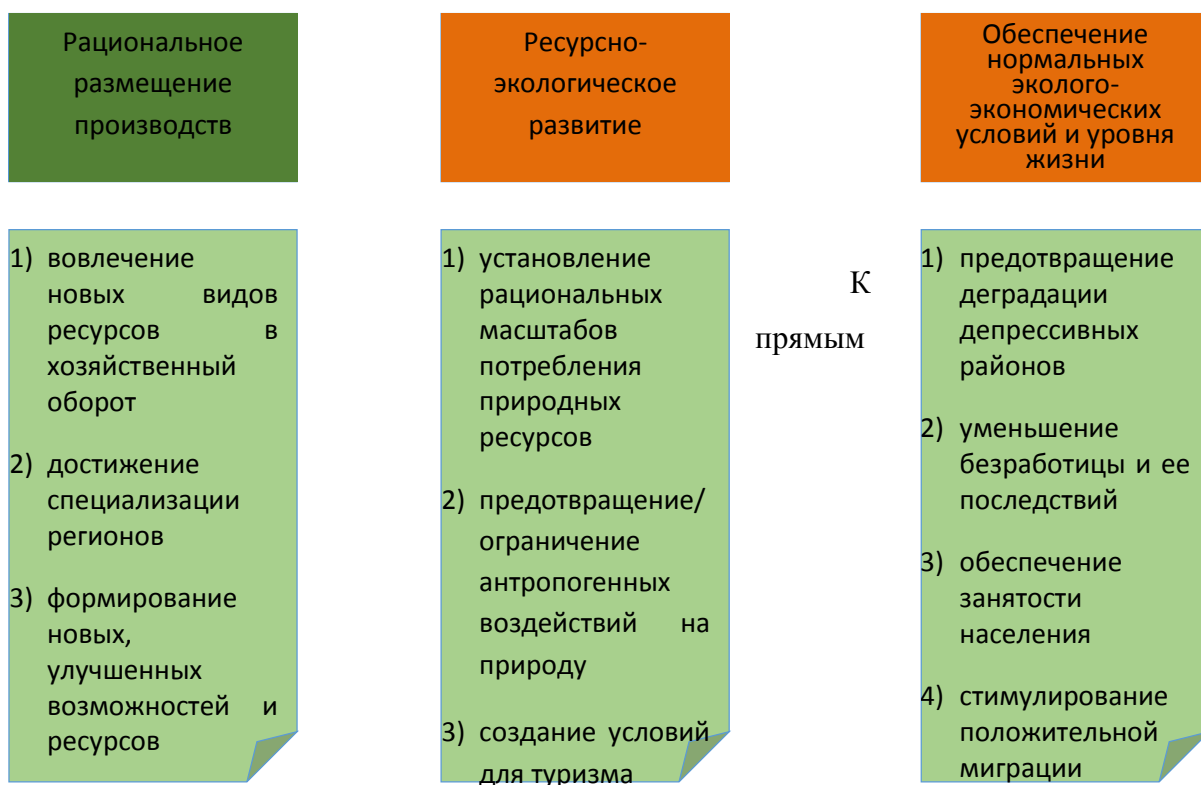 Рациональное
размещение
производств
Ресурсно-
экологическое
развитие
Обеспечение
нормальных
эколого-
экономических
условий и уровня
жизни
1) вовлечение
новых видов
ресурсов в
хозяйственный
оборот
2) достижение
специализации
регионов
3) формирование
новых,
улучшенных
возможностей и
ресурсов
1) установление
рациональных
масштабов
потребления
природных
ресурсов
2) предотвращение/
ограничение
антропогенных
воздействий на
природу
3) создание условий
для туризма
К
прямым
1) предотвращение
деградации
депрессивных
районов
2) уменьшение
безработицы и ее
последствий
3) обеспечение
занятости
населения
4) стимулирование
положительной
миграции